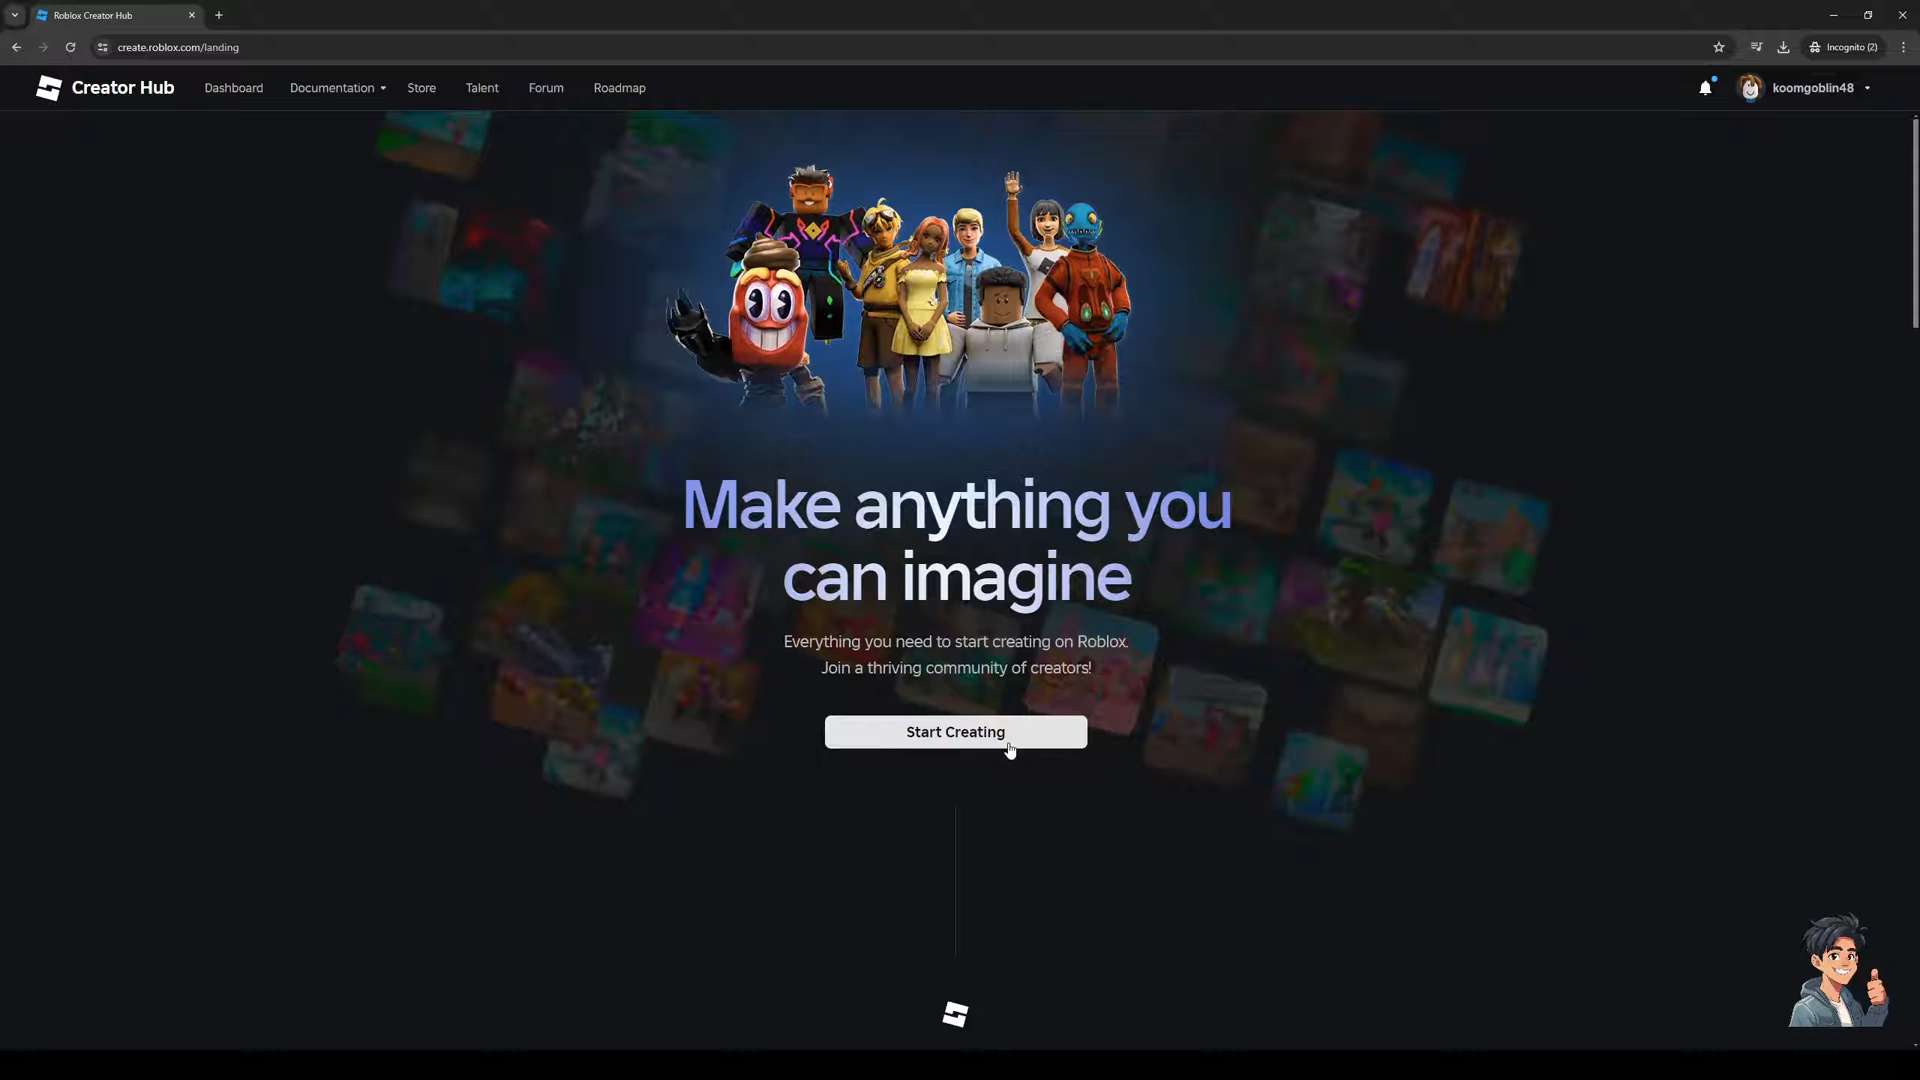 Roblox Creator Hub
create.roblox.com/landing
Incognito (2)
Creator Hub
Dashboard
Documentation
Store
Talent
Forum
Roadmap
koomgoblin48
Make anything you
can imagine
Everything you need to start creating on Roblox.
Join a thriving community of creators!
Start Creating